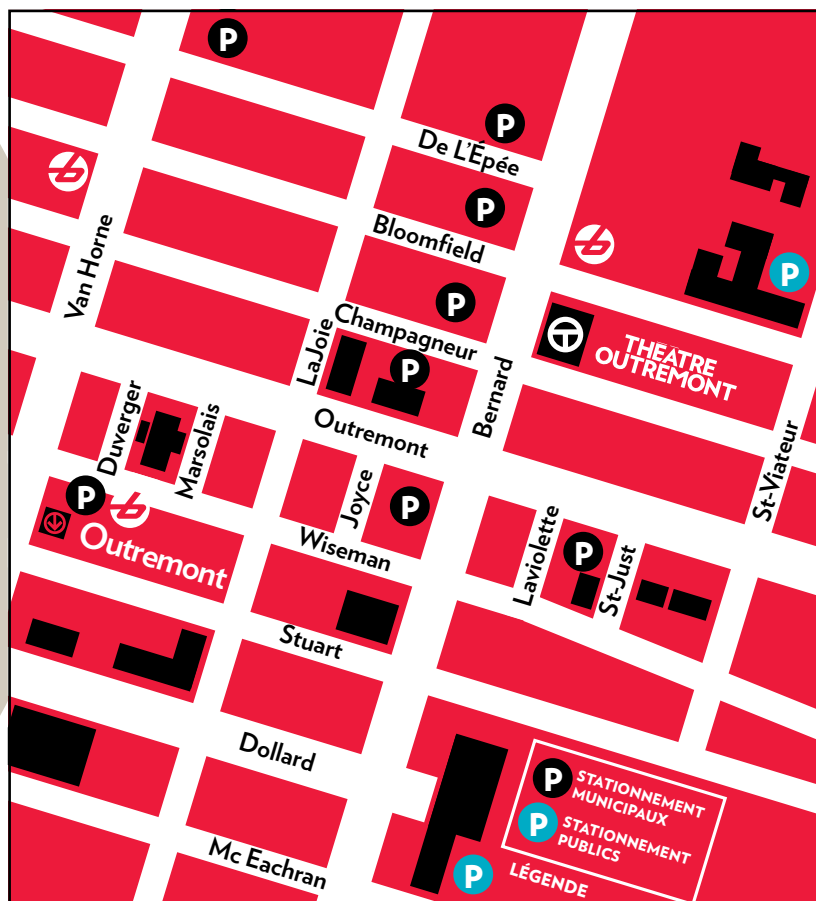 P
P
De L'Épée
P
Bloomfield
Van Horne
P
P
Champagneur
LaJoie
P
T
THÉÂTRE
OUTREMONT
Bernard
Duverger
Marsolais
Outremont
St-Viateur
P
Outremont
Joyce
P
Wiseman
Laviolette
P
St-Just
Stuart
Dollard
P STATIONNEMENT
MUNICIPAUX
P STATIONNEMENT
PUBLICS
LÉGENDE
P
Mc Eachran